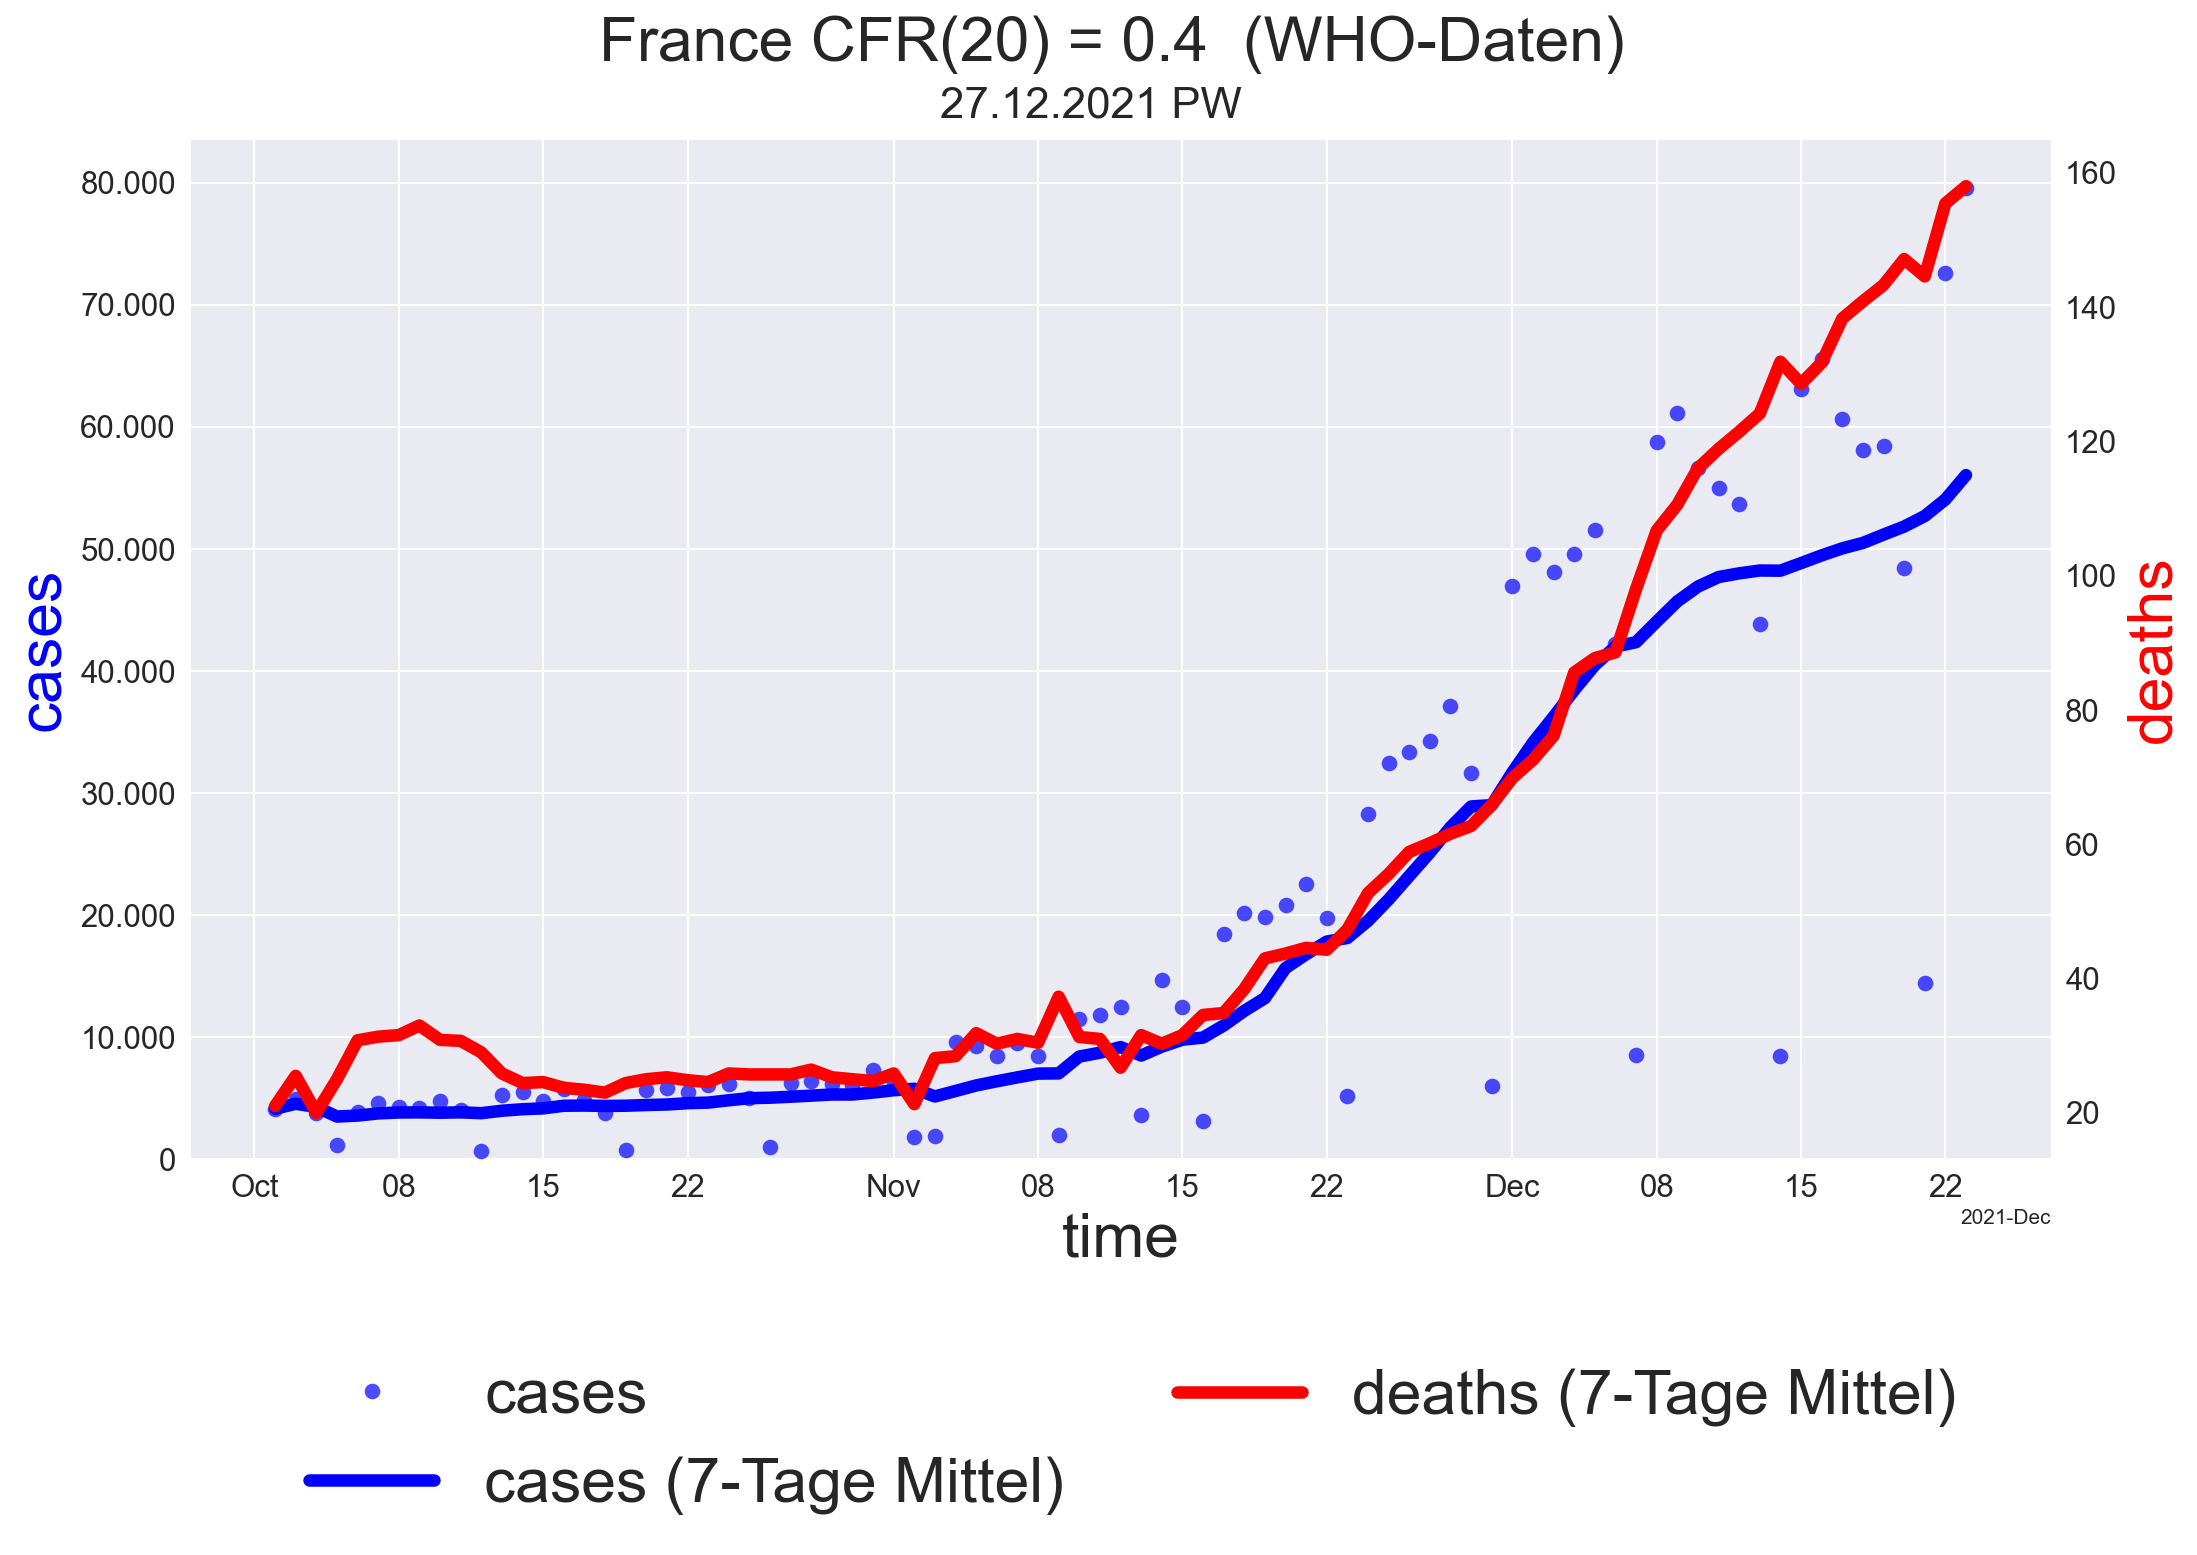 France CFR(20) = 0.4  (WHO-Daten)
27.12.2021 PW
80.000
70.000
60.000
50.000
40.000
30.000
20.000
10.000
0
cases
160
140
120
100
80
60
40
20
deaths
Oct 08 15 22 Nov 08 15 22 Dec 08 15 22
2021-Dec
time
cases
cases (7-Tage Mittel)
deaths (7-Tage Mittel)